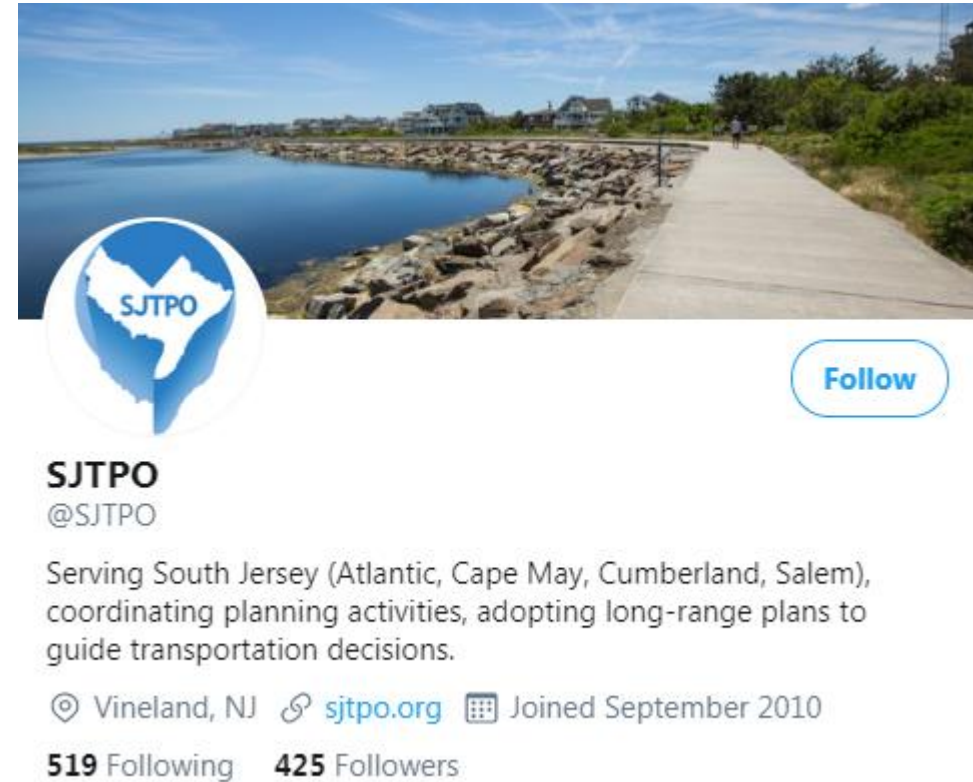 SJTPO
Follow
SJTPO
@SJTPO
Serving South Jersey (Atlantic, Cape May, Cumberland, Salem),
coordinating planning activities, adopting long-range plans to
guide transportation decisions.
Vineland, NJ sjtpo.org Joined September 2010
519 Following 425 Followers